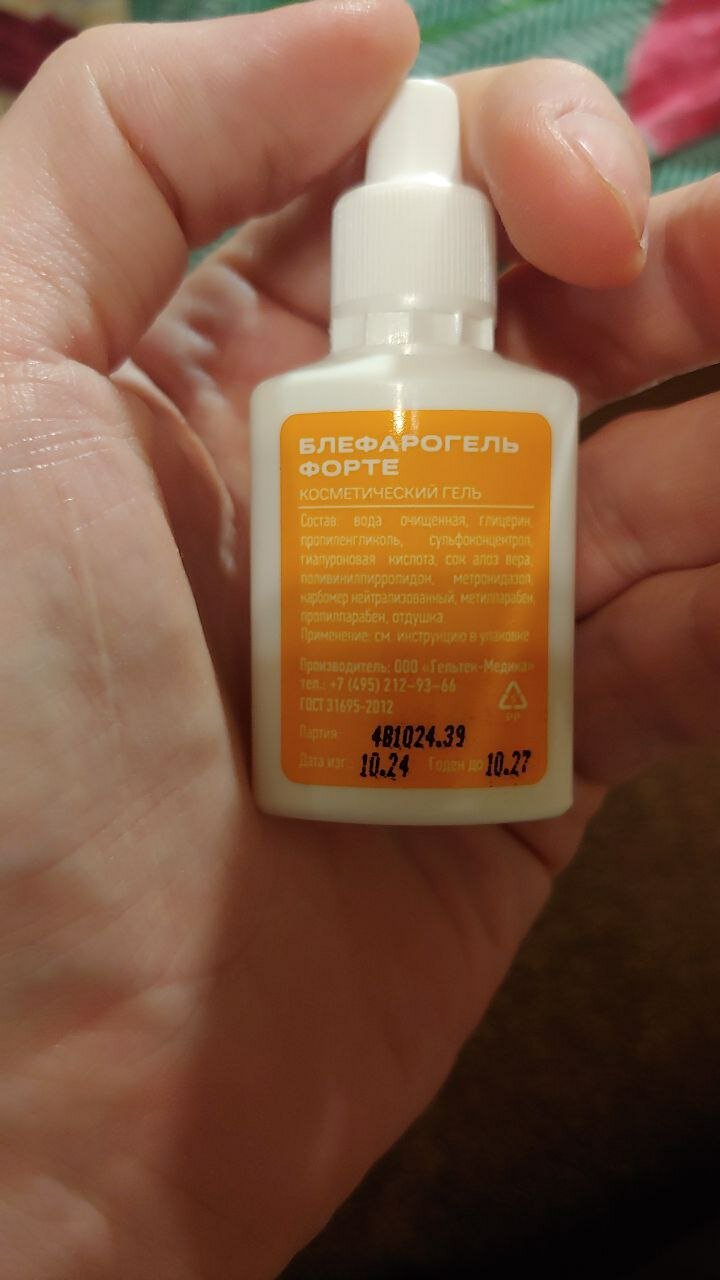 БЛЕФАРОГЕЛЬ
ФОРТЕ
КОСМЕТИЧЕСКИЙ ГЕЛЬ
Состав: вода очищенная, глицерин,
пропиленгликоль, сульфоконцентрол,
гиалуроновая кислота, сок алоэ вера,
поливинилпирролидон, метронидазол,
карбомер нейтрализованный, метилпарабен,
пропилпарабен, отдушка.
Применение: см. инструкцию в упаковке
Производитель: ООО «Гельтек-Медика»
тел.: +7 (495) 212-93-66
ГОСТ 31695-2012
PP
Партия: 4B1024.39
Дата изг.: 10.24 Годен до: 10.27